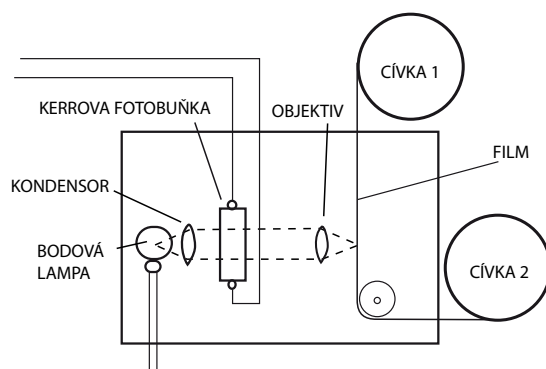 CÍVKA 1
KERROVA FOTOBUŇKA
OBJEKTIV
FILM
KONDENSOR
BODOVÁ
LAMPA
CÍVKA 2